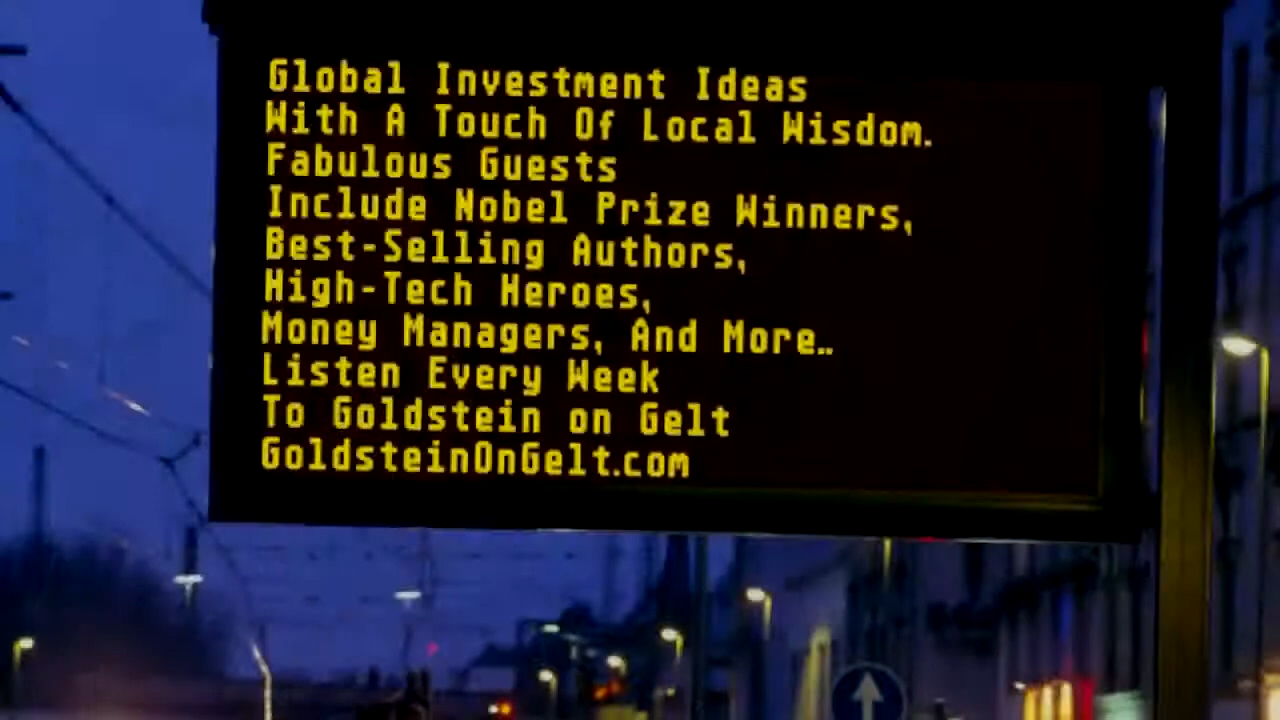 Global Investment Ideas
With A Touch Of Local Wisdom.
Fabulous Guests
Include Nobel Prize Winners,
Best-Selling Authors,
High-Tech Heroes,
Money Managers, And More..
Listen Every Week
To Goldstein on Gelt
GoldsteinOnGelt.com